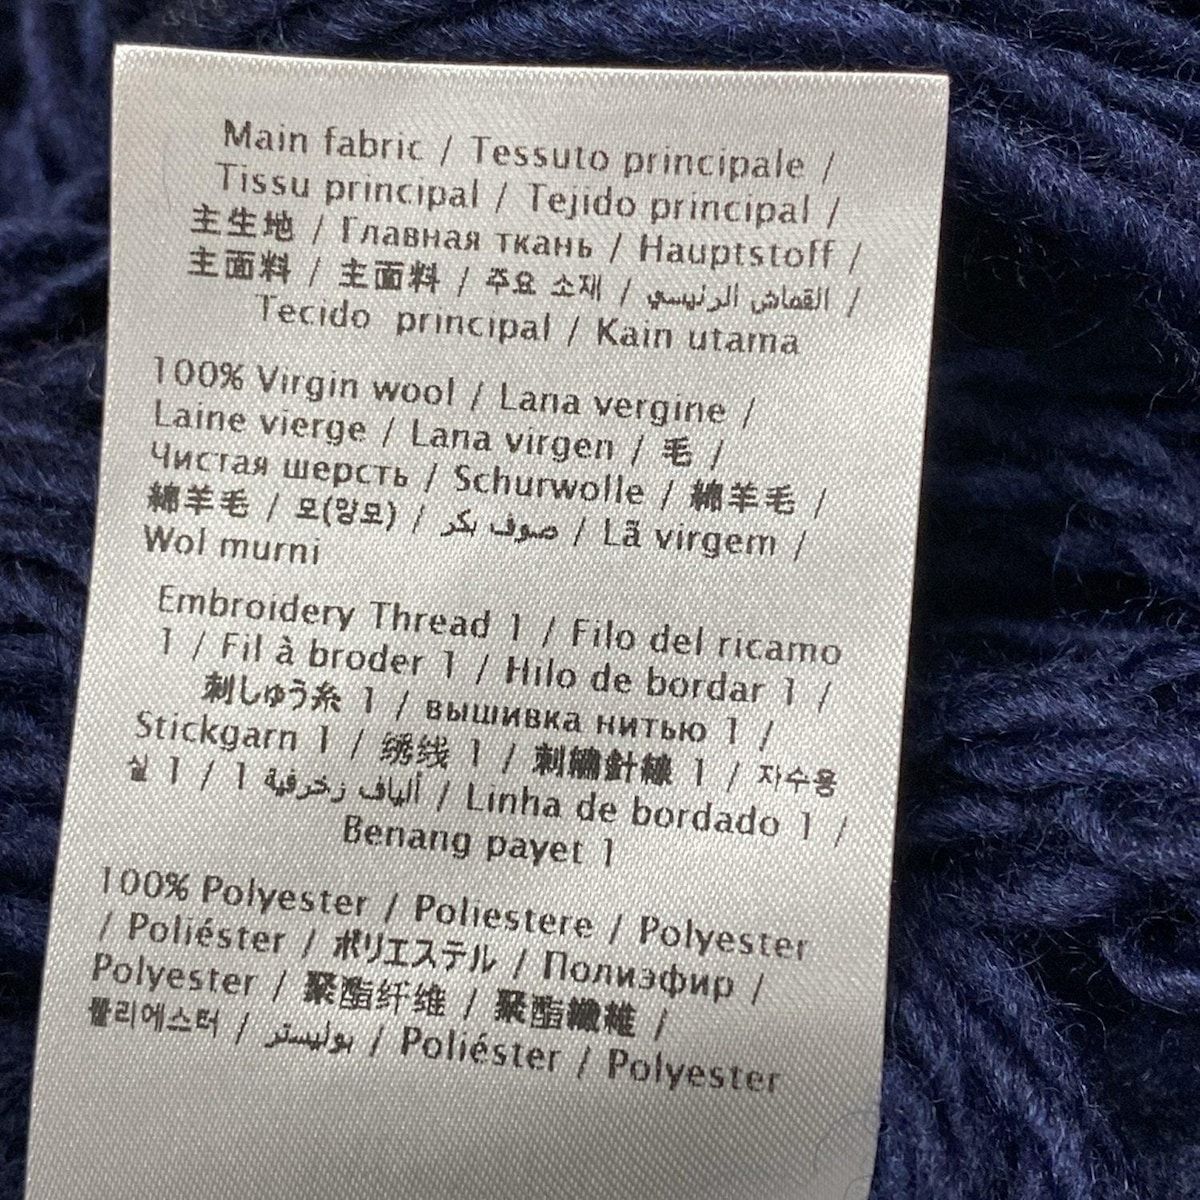 Main fabric / Tessuto principale /
Tissu principal / Tejido principal /
主生地 / Главная ткань / Hauptstoff /
主面料 / 主面料 / 주요 소재 / القماش الرئيسي /
Tecido principal / Kain utama
100% Virgin wool / Lana vergine /
Laine vierge / Lana virgen / 毛 /
Чистая шерсть / Schurwolle / 綿羊毛 /
綿羊毛 / 모(양모) / صوف بكر / Lã virgem /
Wol murni
Embroidery Thread 1 / Filo del ricamo
1 / Fil à broder 1 / Hilo de bordar 1 /
刺しゅう糸 1 / вышивка нитью 1 /
Stickgarn 1 / 绣线 1 / 刺繡針線 1 / 자수용
실 1 / ألياف زخرفية 1 / Linha de bordado 1 /
Benang payet 1
100% Polyester / Poliestere / Polyester
/ Poliéster / ポリエステル / Полиэфир /
Polyester / 聚酯纤维 / 聚酯纖維 /
폴리에스터 / بوليستر / Poliéster / Polyester